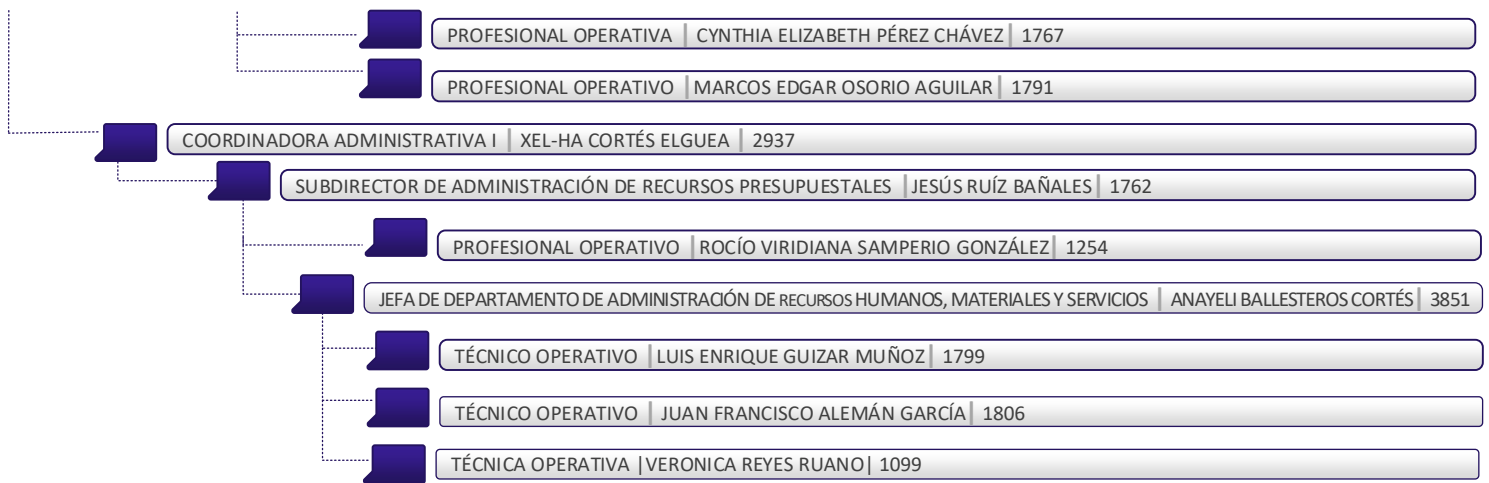 PROFESIONAL OPERATIVA | CYNTHIA ELIZABETH PÉREZ CHÁVEZ | 1767
PROFESIONAL OPERATIVO | MARCOS EDGAR OSORIO AGUILAR | 1791
COORDINADORA ADMINISTRATIVA I | XEL-HA CORTÉS ELGUEA | 2937
SUBDIRECTOR DE ADMINISTRACIÓN DE RECURSOS PRESUPUESTALES | JESÚS RUÍZ BAÑALES | 1762
PROFESIONAL OPERATIVO | ROCÍO VIRIDIANA SAMPERIO GONZÁLEZ | 1254
JEFA DE DEPARTAMENTO DE ADMINISTRACIÓN DE RECURSOS HUMANOS, MATERIALES Y SERVICIOS | ANAYELI BALLESTEROS CORTÉS | 3851
TÉCNICO OPERATIVO | LUIS ENRIQUE GUIZAR MUÑOZ | 1799
TÉCNICO OPERATIVO | JUAN FRANCISCO ALEMÁN GARCÍA | 1806
TÉCNICA OPERATIVA |VERONICA REYES RUANO| 1099